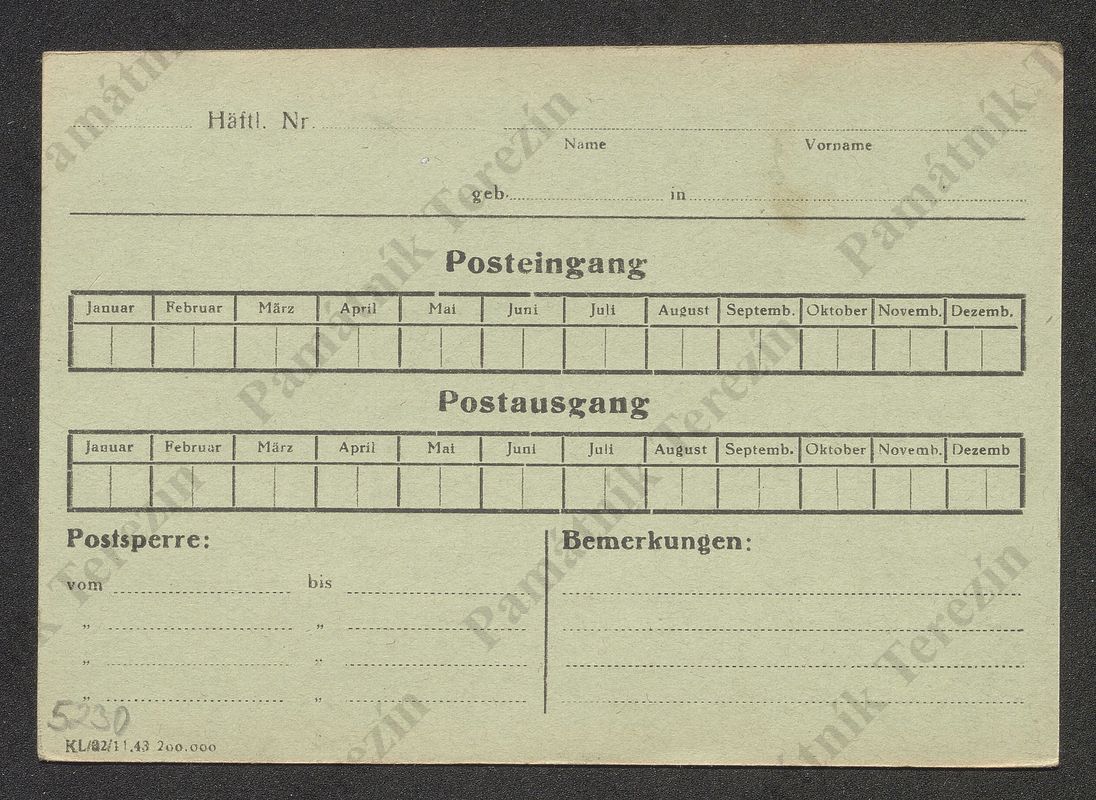 Häftl. Nr.
Name Vorname
geb. in
Posteingang
Januar Februar März April Mai Juni Juli August Septemb. Oktober Novemb. Dezemb.
Postausgang
Januar Februar März April Mai Juni Juli August Septemb. Oktober Novemb. Dezemb
Postsperre: Bemerkungen:
vom bis
„ „
„ „
„ „
5230
KL/82/11.43 200.000
Památník Terezín